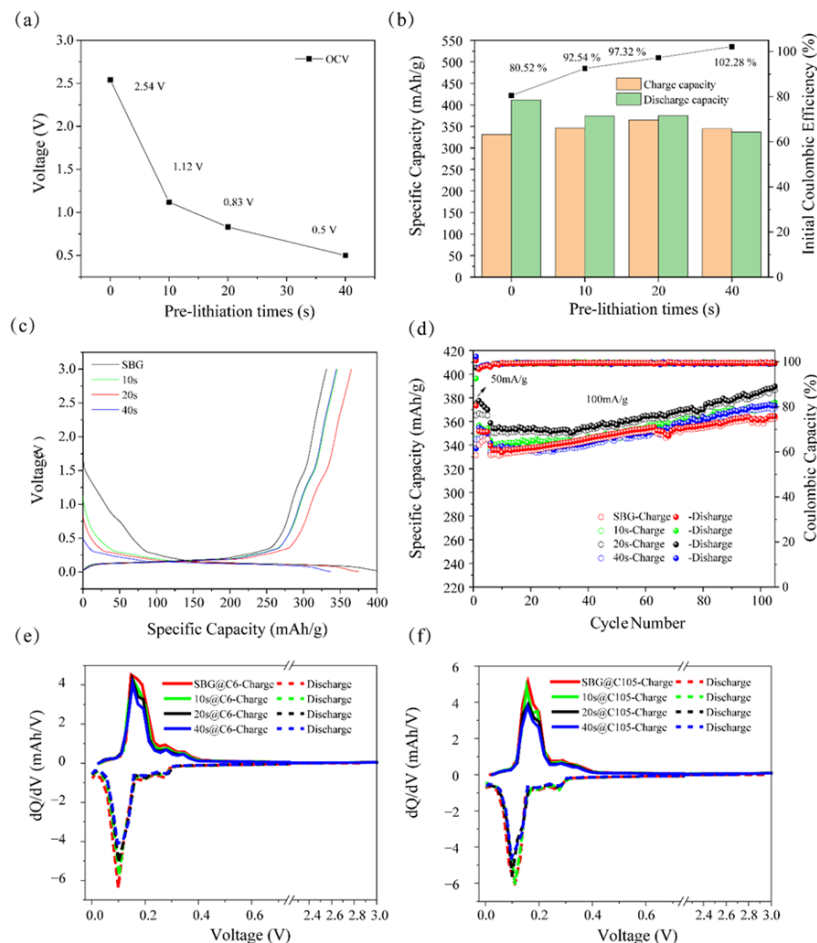 (a)
3.0
2.5
2.0
1.5
1.0
0.5
OCV
2.54 V
1.12 V
0.83 V
0.5 V
0 10 20 30 40
Voltage (V)
Pre-lithiation times (s)
(b)
550
500
450
400
350
300
250
200
150
100
50
0
80.52 %
92.54 %
97.32 %
102.28 %
Charge capacity
Discharge capacity
100
80
60
40
20
0
0 10 20 40
Specific Capacity (mAh/g)
Initial Coulombic Efficiency (%)
Pre-lithiation times (s)
(c)
3.0
2.5
2.0
1.5
1.0
0.5
0.0
SBG
10s
20s
40s
0 50 100 150 200 250 300 350 400
Voltage(v)
Specific Capacity (mAh/g)
(d)
420
400
380
360
340
320
300
280
260
240
220
50mA/g
100mA/g
SBG-Charge -Disharge
10s-Charge -Disharge
20s-Charge -Disharge
40s-Charge -Disharge
100
80
60
40
20
0
0 20 40 60 80 100
Specific Capacity (mAh/g)
Coulombic Capacity (%)
Cycle Number
(e)
4
2
0
−2
−4
−6
SBG@C6-Charge Discharge
10s@C6-Charge Discharge
20s@C6-Charge Discharge
40s@C6-Charge Discharge
0.0 0.2 0.4 0.6 2.4 2.6 2.8 3.0
dQ/dV (mAh/V)
Voltage (V)
(f)
6
4
2
0
−2
−4
−6
SBG@C105-Charge Discharge
10s@C105-Charge Discharge
20s@C105-Charge Discharge
40s@C105-Charge Discharge
0.0 0.2 0.4 0.6 2.4 2.6 2.8 3.0
dQ/dV (mAh/V)
Voltage (V)